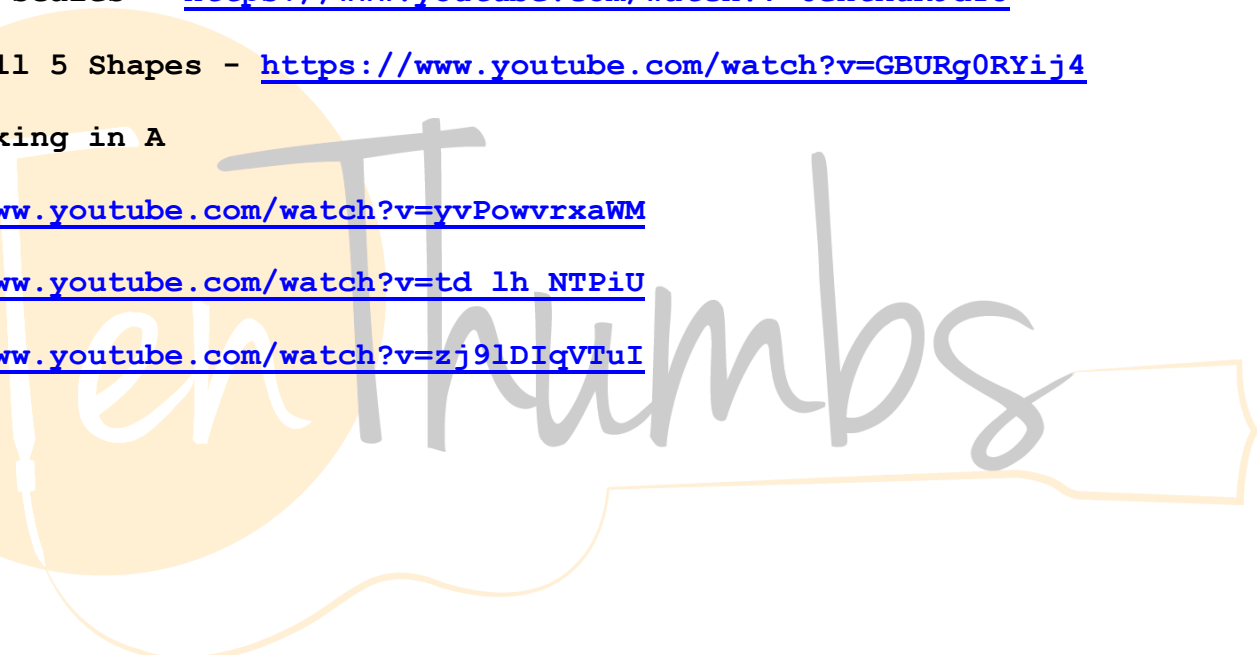 ll 5 Shapes - https://www.youtube.com/watch?v=GBURg0RYij4
king in A
ww.youtube.com/watch?v=yvPowvrxaWM
ww.youtube.com/watch?v=td_lh_NTPiU
ww.youtube.com/watch?v=zj9lDIqVTuI
TenThumbs